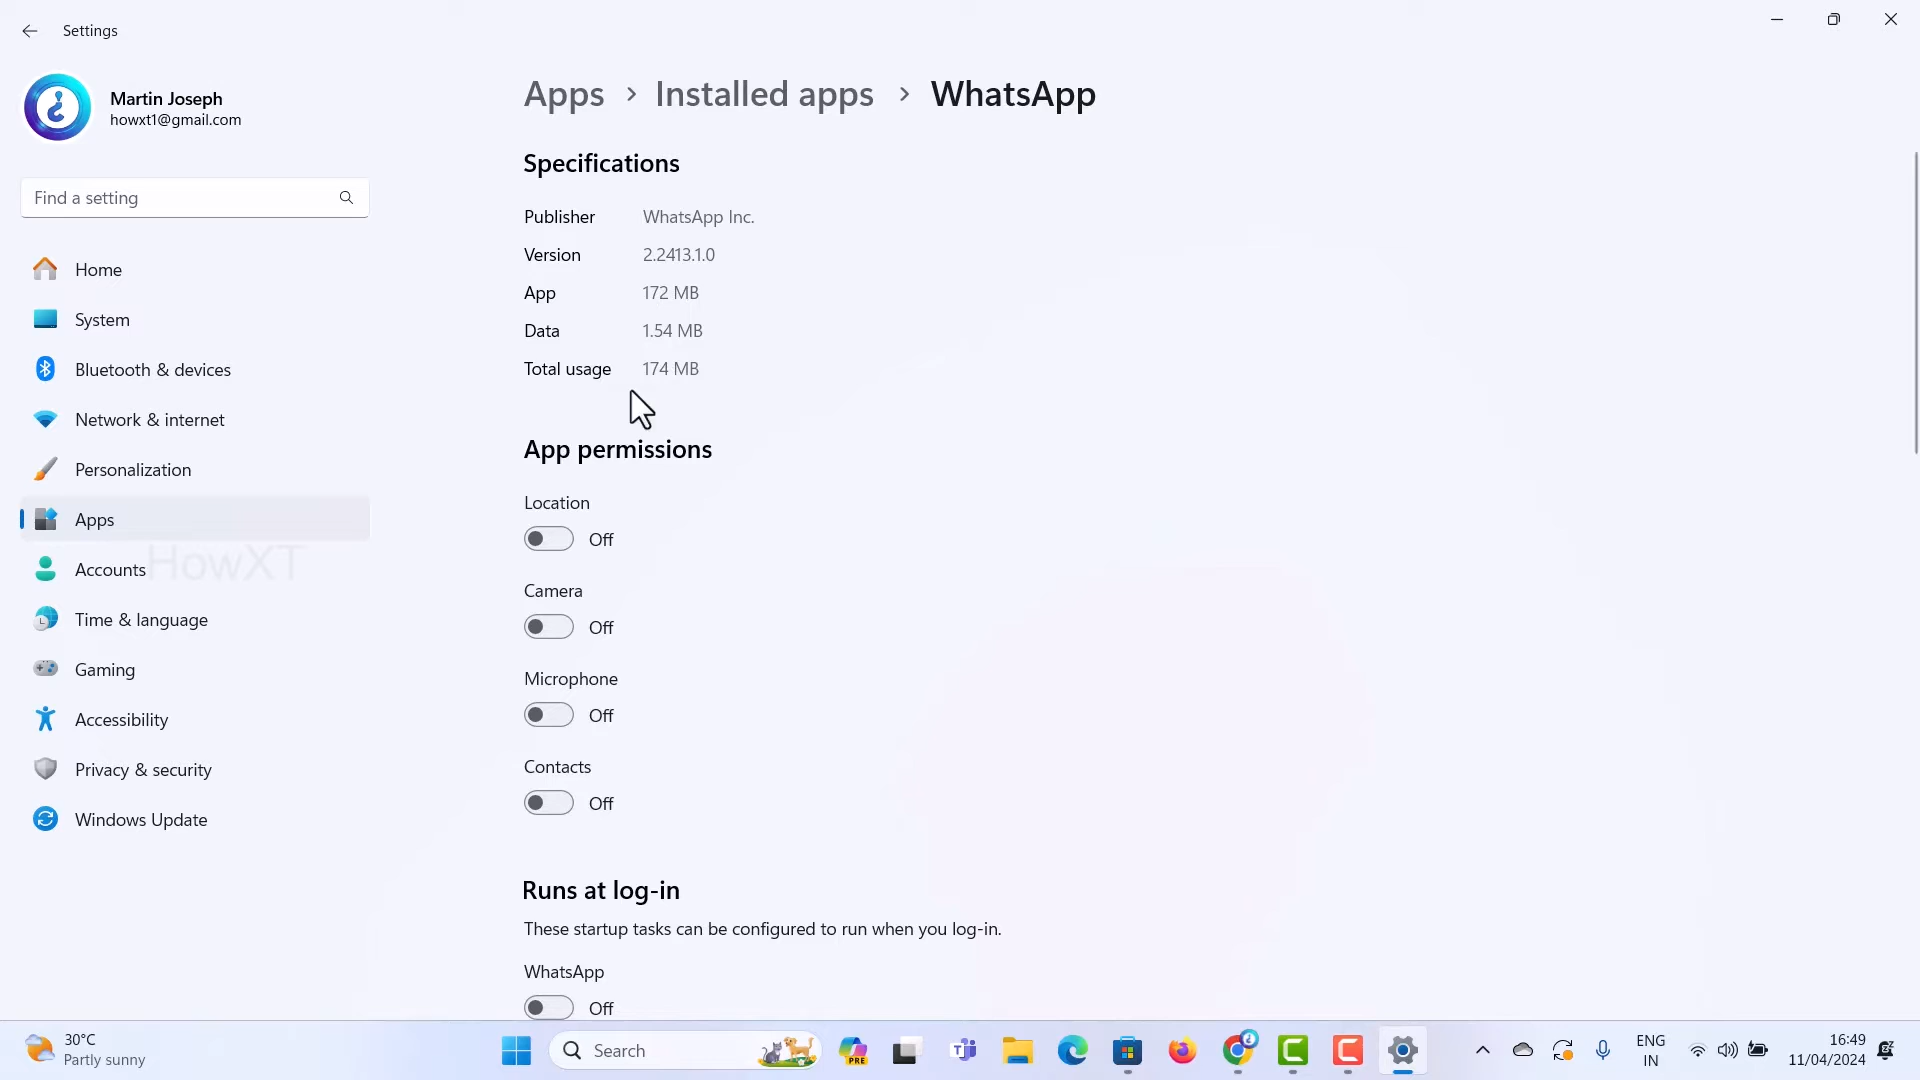 Settings
Martin Joseph
howxt1@gmail.com
Find a setting
Home
System
Bluetooth & devices
Network & internet
Personalization
Apps
Accounts
HowXT
Time & language
Gaming
Accessibility
Privacy & security
Windows Update
Apps > Installed apps > WhatsApp
Specifications
Publisher WhatsApp Inc.
Version 2.2413.1.0
App 172 MB
Data 1.54 MB
Total usage 174 MB
App permissions
Location
Off
Camera
Off
Microphone
Off
Contacts
Off
Runs at log-in
These startup tasks can be configured to run when you log-in.
WhatsApp
Off
30°C
Partly sunny
Search
PRE
ENG
IN
16:49
11/04/2024